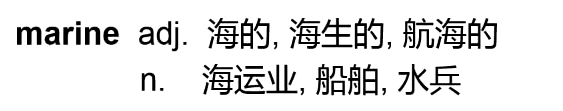 marine adj. 海的, 海生的, 航海的
n. 海运业, 船舶, 水兵